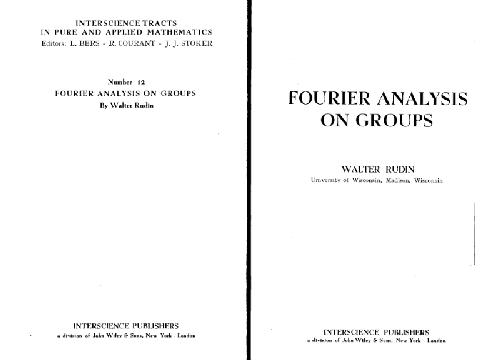 INTERSCIENCE TRACTS
IN PURE AND APPLIED MATHEMATICS
Editors: L. BERS · R. COURANT · J. J. STOKER
Number 12
FOURIER ANALYSIS ON GROUPS
By Walter Rudin
INTERSCIENCE PUBLISHERS
a division of John Wiley & Sons, New York · London
FOURIER ANALYSIS
ON GROUPS
WALTER RUDIN
University of Wisconsin, Madison, Wisconsin
INTERSCIENCE PUBLISHERS
a division of John Wiley & Sons, New York · London